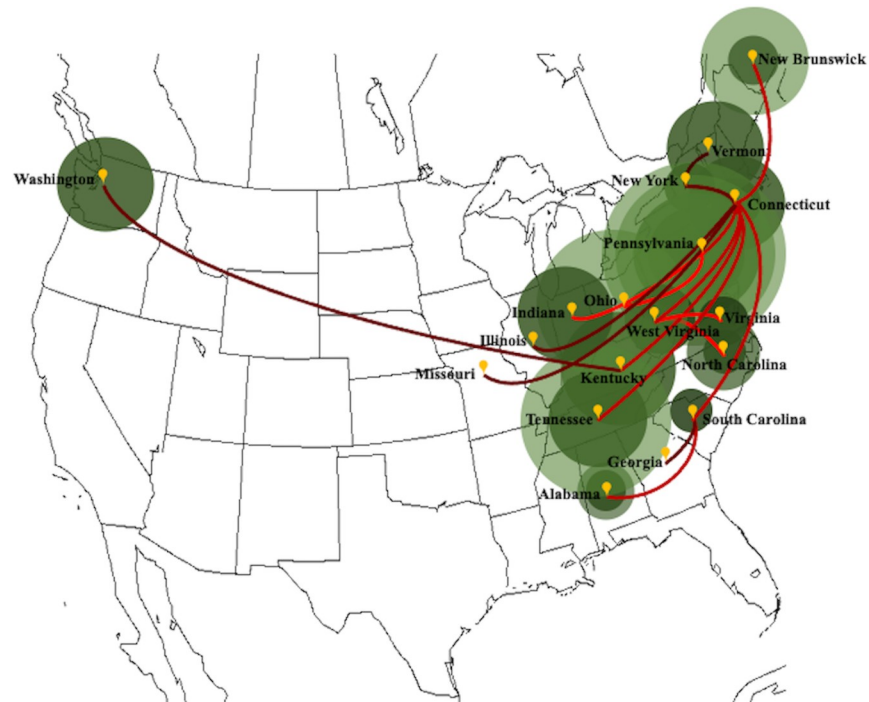 New Brunswick
Vermont
Washington
New York
Connecticut
Pennsylvania
Ohio
Indiana
Virginia
West Virginia
Illinois
North Carolina
Missouri
Kentucky
Tennessee
South Carolina
Georgia
Alabama